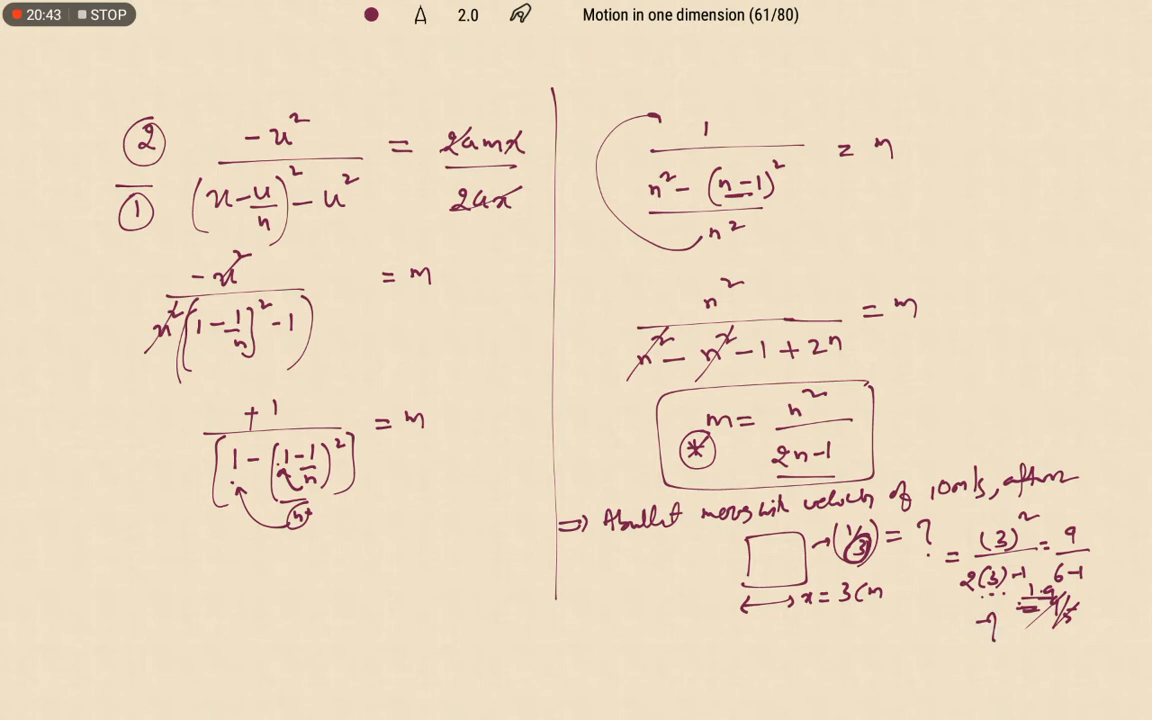 20:43 STOP
2.0
Motion in one dimension (61/80)
② / ① -u² / ((u - u/n)² - u²) = 2amx / 2ax
-u² / u²((1 - 1/n)² - 1) = m
+1 / [1 - (1 - 1/n)²] = m
1 / ((n² - (n-1)²) / n²) = m
n² / (n² - n² - 1 + 2n) = m
* m = n² / (2n-1)
⇒ A bullet moves with velocity of 10m/s, after
→ (1/3) = ? = (3)² / (2(3)-1) = 9 / (6-1)
x = 3cm
= 9/5